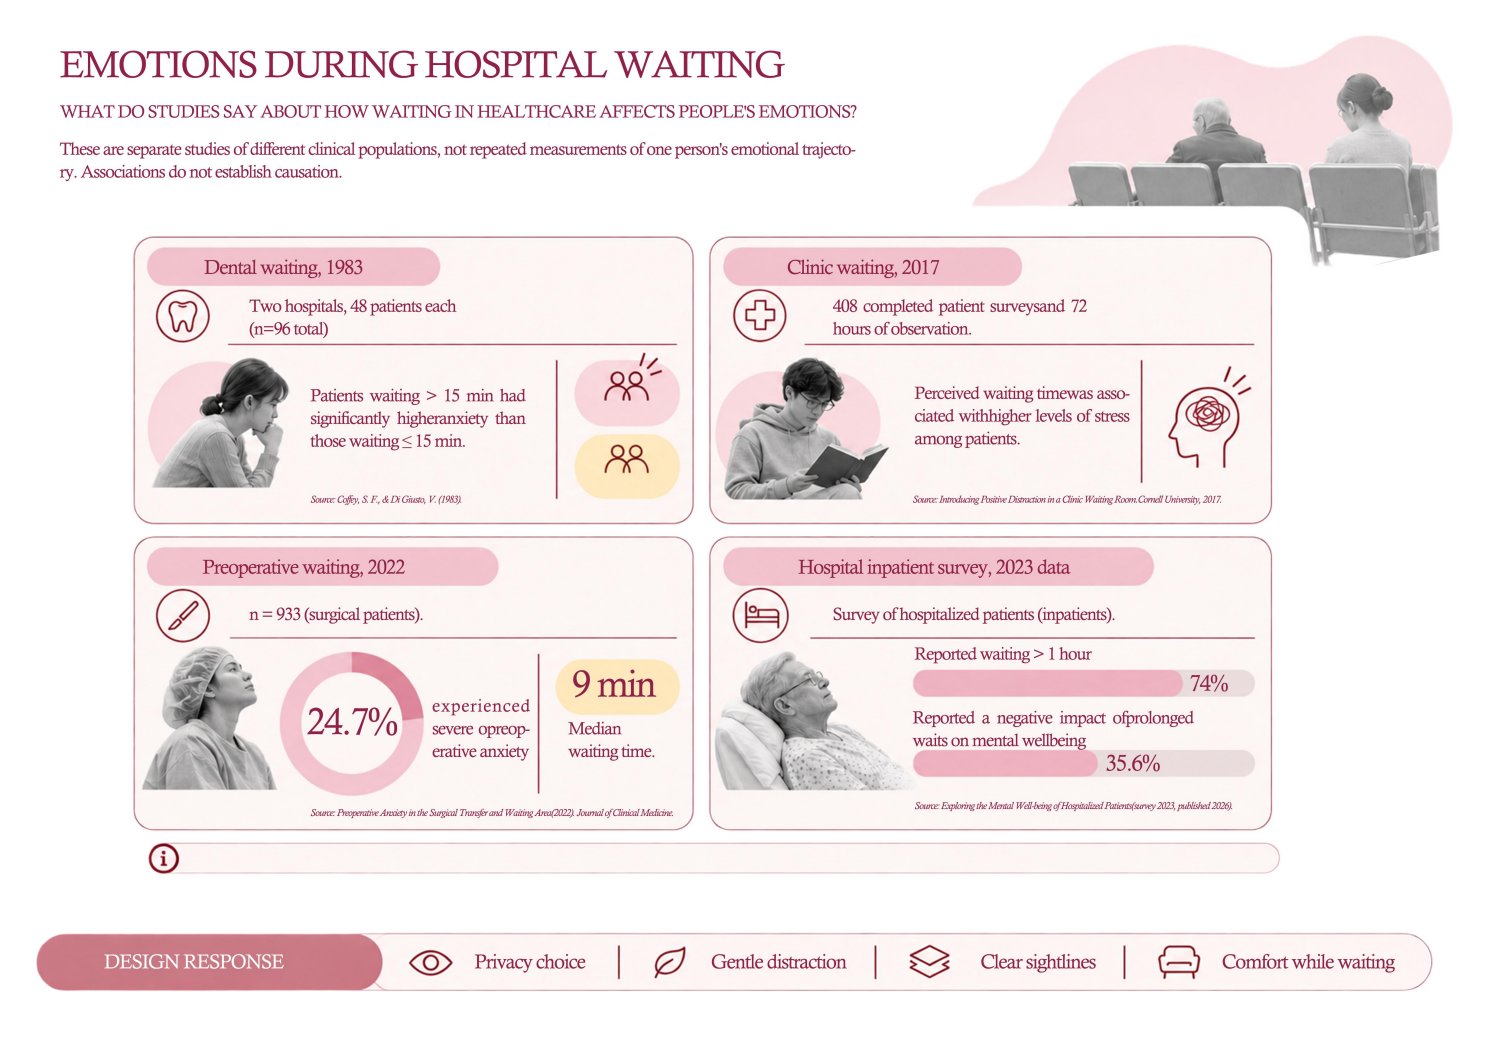 EMOTIONS DURING HOSPITAL WAITING
WHAT DO STUDIES SAY ABOUT HOW WAITING IN HEALTHCARE AFFECTS PEOPLE'S EMOTIONS?
These are separate studies of different clinical populations, not repeated measurements of one person's emotional trajecto-
ry. Associations do not establish causation.
Dental waiting, 1983
Two hospitals, 48 patients each
(n=96 total)
Patients waiting > 15 min had
significantly higheranxiety than
those waiting ≤ 15 min.
Source: Coffey, S. F., & Di Giusto, V. (1983).
Clinic waiting, 2017
408 completed patient surveysand 72
hours of observation.
Perceived waiting timewas asso-
ciated withhigher levels of stress
among patients.
Source: Introducing Positive Distraction in a Clinic Waiting Room.Cornell University, 2017.
Preoperative waiting, 2022
n = 933 (surgical patients).
24.7%
experienced
severe opreop-
erative anxiety
9 min
Median
waiting time.
Source: Preoperative Anxiety in the Surgical Transfer and Waiting Area(2022). Journal of Clinical Medicine.
Hospital inpatient survey, 2023 data
Survey of hospitalized patients (inpatients).
Reported waiting > 1 hour
74%
Reported a negative impact ofprolonged
waits on mental wellbeing
35.6%
Source: Exploring the Mental Well-being of Hospitalized Patients(survey 2023, published 2026).
DESIGN RESPONSE
Privacy choice
Gentle distraction
Clear sightlines
Comfort while waiting